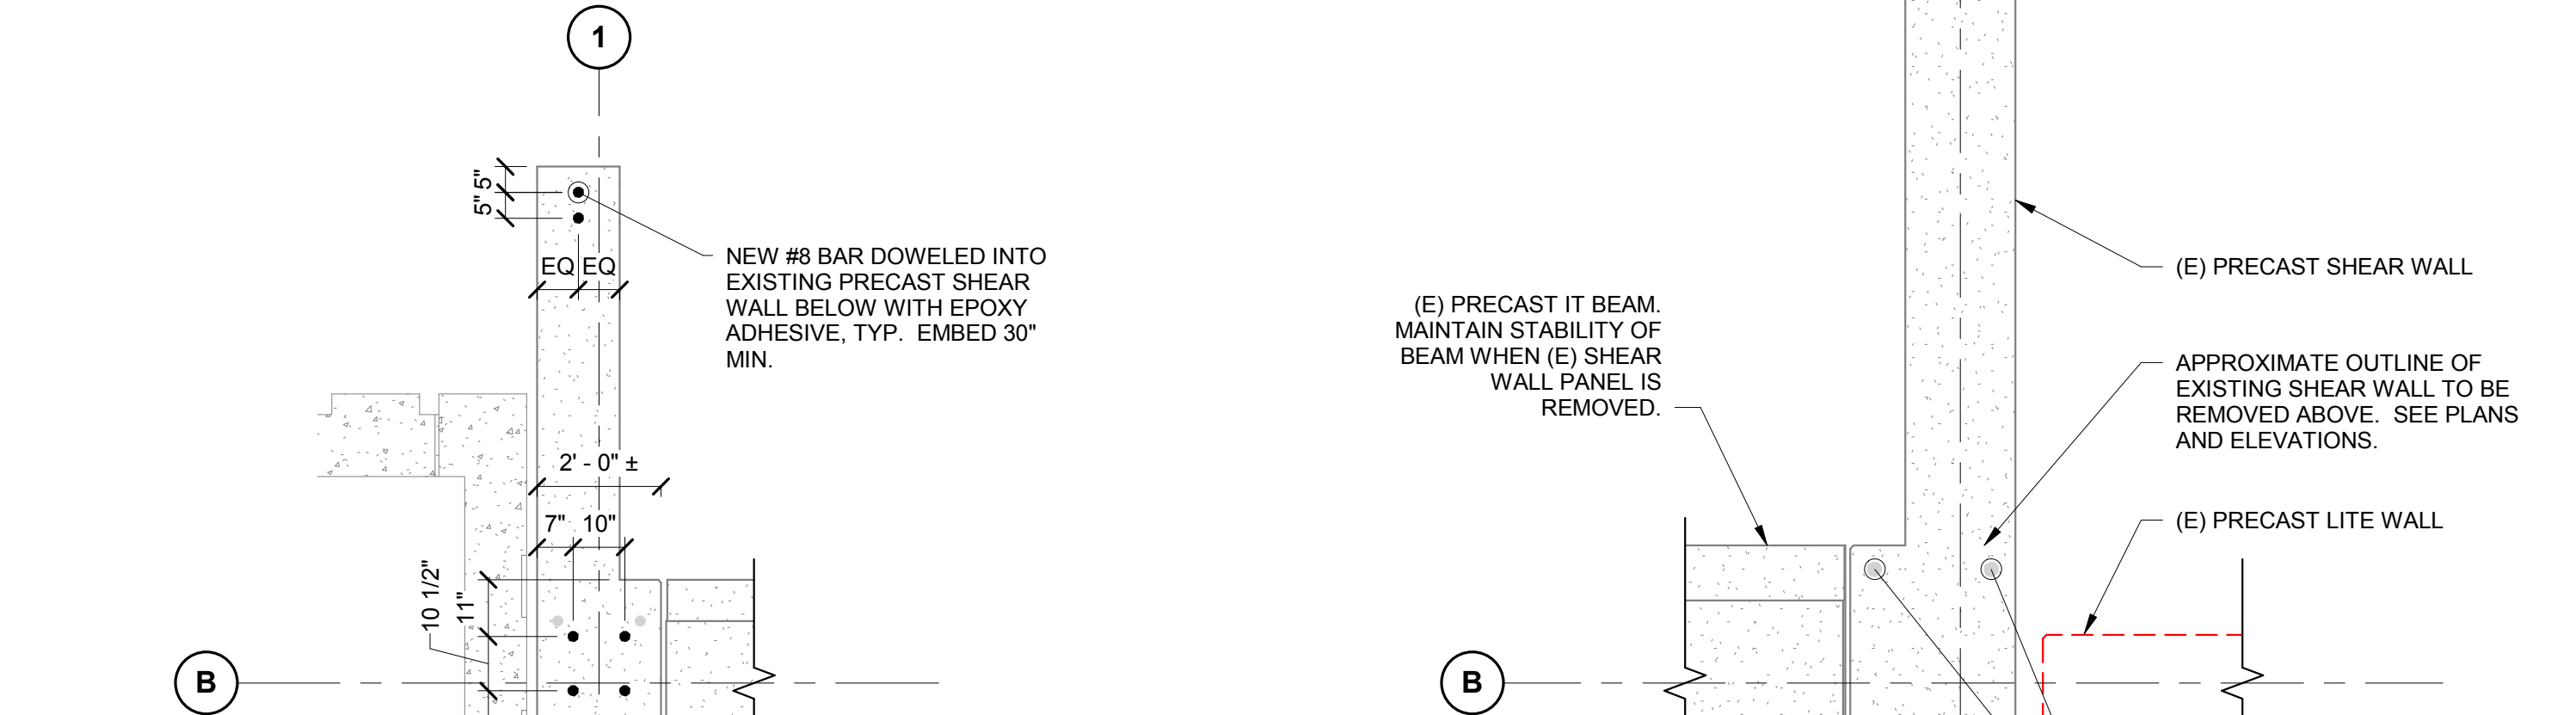 1
5"
5"
EQ
EQ
NEW #8 BAR DOWELED INTO
EXISTING PRECAST SHEAR
WALL BELOW WITH EPOXY
ADHESIVE, TYP.  EMBED 30"
MIN.
2' - 0" ±
7"
10"
10 1/2"
11"
B
(E) PRECAST IT BEAM.
MAINTAIN STABILITY OF
BEAM WHEN (E) SHEAR
WALL PANEL IS
REMOVED.
(E) PRECAST SHEAR WALL
APPROXIMATE OUTLINE OF
EXISTING SHEAR WALL TO BE
REMOVED ABOVE.  SEE PLANS
AND ELEVATIONS.
(E) PRECAST LITE WALL
B